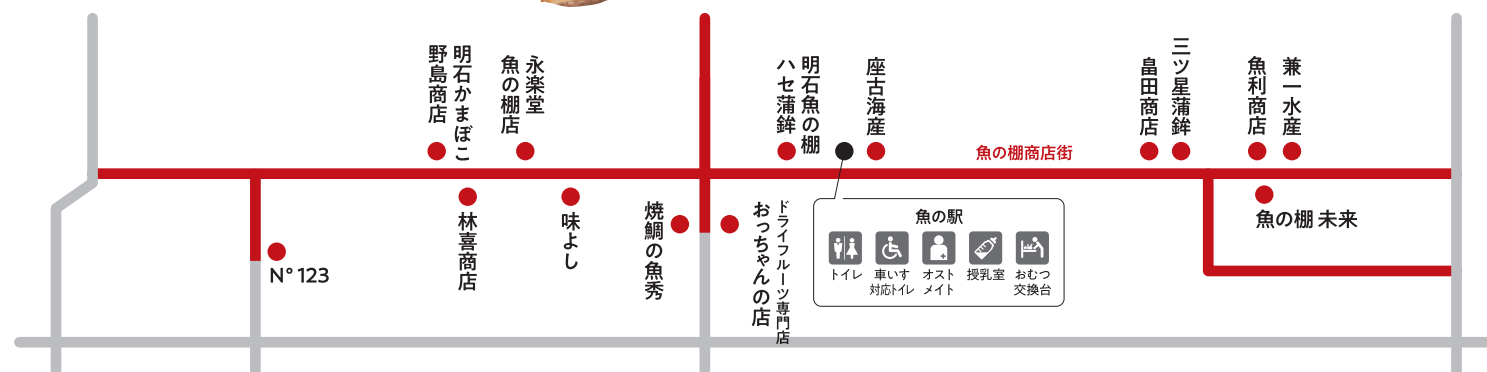 明石かまぼこ
野島商店
永楽堂
魚の棚店
明石魚の棚
ハセ蒲鉾
座古海産
魚の棚商店街
畠田商店
三ツ星蒲鉾
魚利商店
兼一水産
N° 123
林喜商店
味よし
焼鯛の魚秀
ドライフルーツ専門店
おっちゃんの店
魚の駅
トイレ
車いす
対応トイレ
オスト
メイト
授乳室
おむつ
交換台
魚の棚 未来